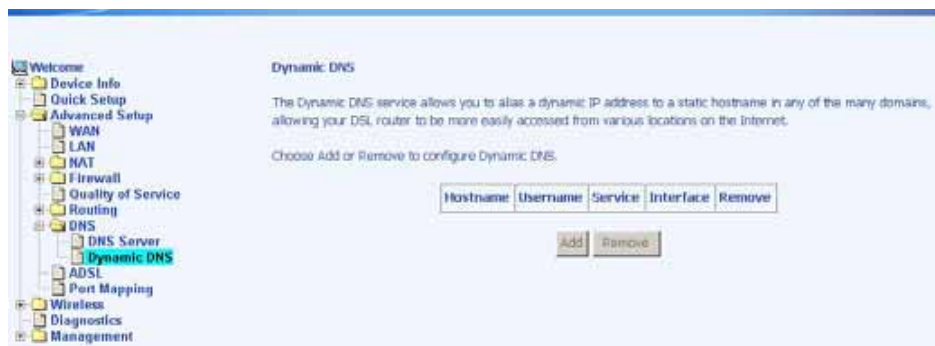 Welcome
Device Info
Quick Setup
Advanced Setup
WAN
LAN
NAT
Firewall
Quality of Service
Routing
DNS
DNS Server
Dynamic DNS
ADSL
Port Mapping
Wireless
Diagnostics
Management
Dynamic DNS
The Dynamic DNS service allows you to alias a dynamic IP address to a static hostname in any of the many domains,
allowing your DSL router to be more easily accessed from various locations on the Internet.
Choose Add or Remove to configure Dynamic DNS.
Hostname Username Service Interface Remove
Add Remove